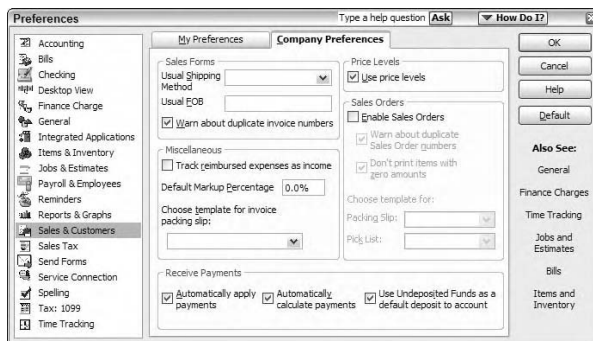 Preferences
Type a help question Ask How Do I?
Accounting
Bills
Checking
Desktop View
Finance Charge
General
Integrated Applications
Items & Inventory
Jobs & Estimates
Payroll & Employees
Reminders
Reports & Graphs
Sales & Customers
Sales Tax
Send Forms
Service Connection
Spelling
Tax: 1099
Time Tracking
My Preferences
Company Preferences
Sales Forms
Usual Shipping
Method
Usual FOB
Warn about duplicate invoice numbers
Miscellaneous
Track reimbursed expenses as income
Default Markup Percentage 0.0%
Choose template for invoice
packing slip:
Price Levels
Use price levels
Sales Orders
Enable Sales Orders
Warn about duplicate
Sales Order numbers
Don't print items with
zero amounts
Choose template for:
Packing Slip:
Pick List:
Receive Payments
Automatically apply
payments
Automatically
calculate payments
Use Undeposited Funds as a
default deposit to account
OK
Cancel
Help
Default
Also See:
General
Finance Charges
Time Tracking
Jobs and
Estimates
Bills
Items and
Inventory